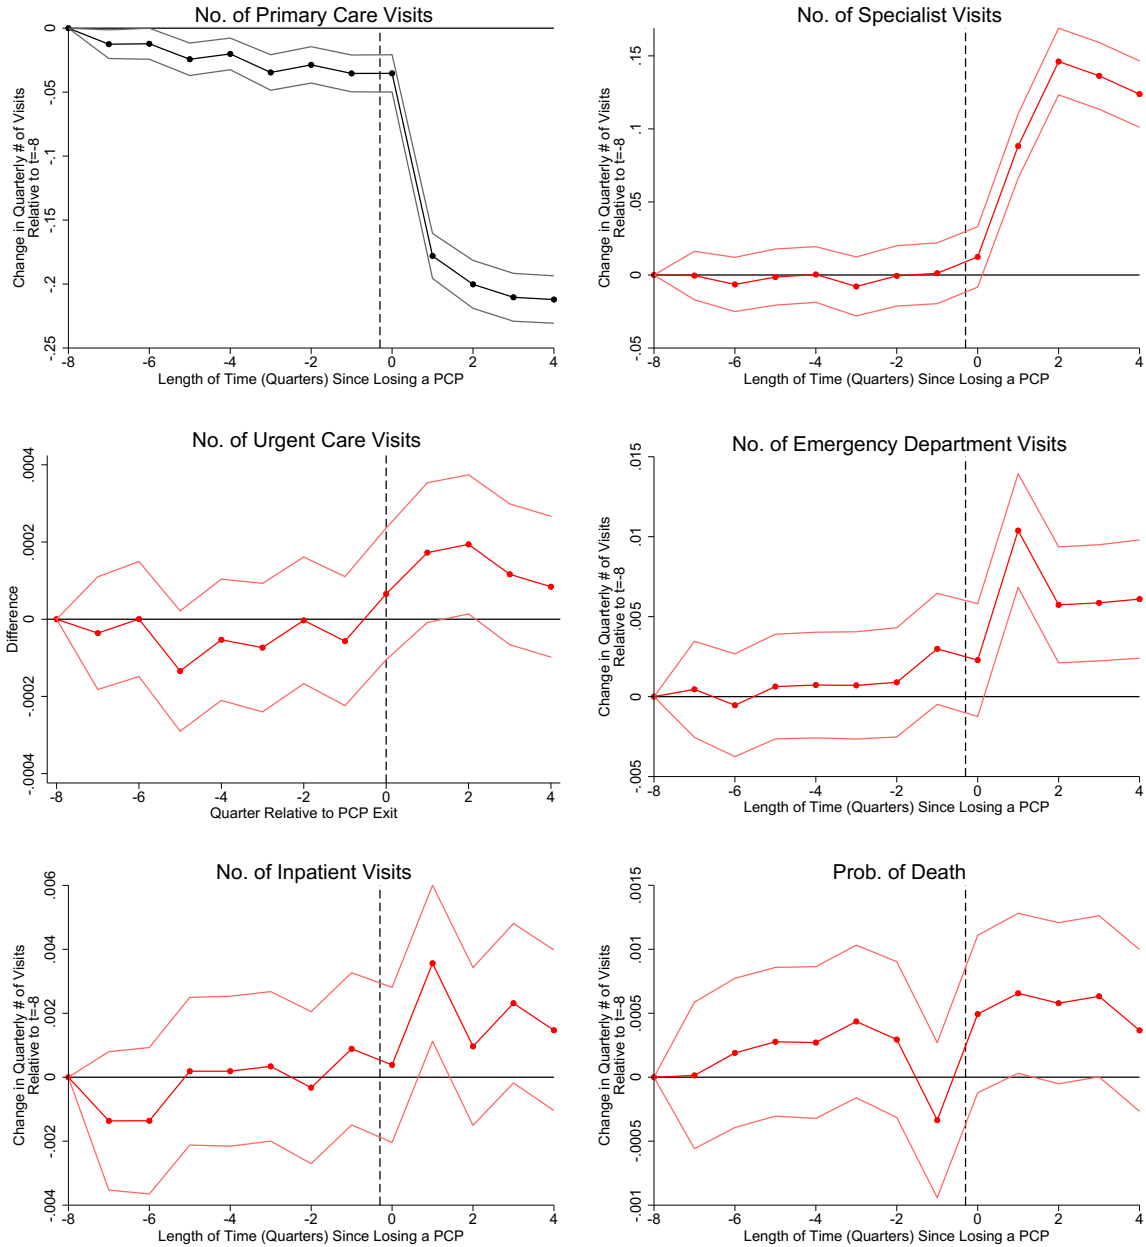 No. of Primary Care Visits
Change in Quarterly # of Visits
Relative to t=-8
0
-.05
-.1
-.15
-.2
-.25
-8 -6 -4 -2 0 2 4
Length of Time (Quarters) Since Losing a PCP
No. of Specialist Visits
Change in Quarterly # of Visits
Relative to t=-8
.15
.1
.05
0
-.05
-8 -6 -4 -2 0 2 4
Length of Time (Quarters) Since Losing a PCP
No. of Urgent Care Visits
Difference
.0004
.0002
0
-.0002
-.0004
-8 -6 -4 -2 0 2 4
Quarter Relative to PCP Exit
No. of Emergency Department Visits
Change in Quarterly # of Visits
Relative to t=-8
.015
.01
.005
0
-.005
-8 -6 -4 -2 0 2 4
Length of Time (Quarters) Since Losing a PCP
No. of Inpatient Visits
Change in Quarterly # of Visits
Relative to t=-8
.006
.004
.002
0
-.002
-.004
-8 -6 -4 -2 0 2 4
Length of Time (Quarters) Since Losing a PCP
Prob. of Death
Change in Quarterly # of Visits
Relative to t=-8
.0015
.001
.0005
0
-.0005
-.001
-8 -6 -4 -2 0 2 4
Length of Time (Quarters) Since Losing a PCP